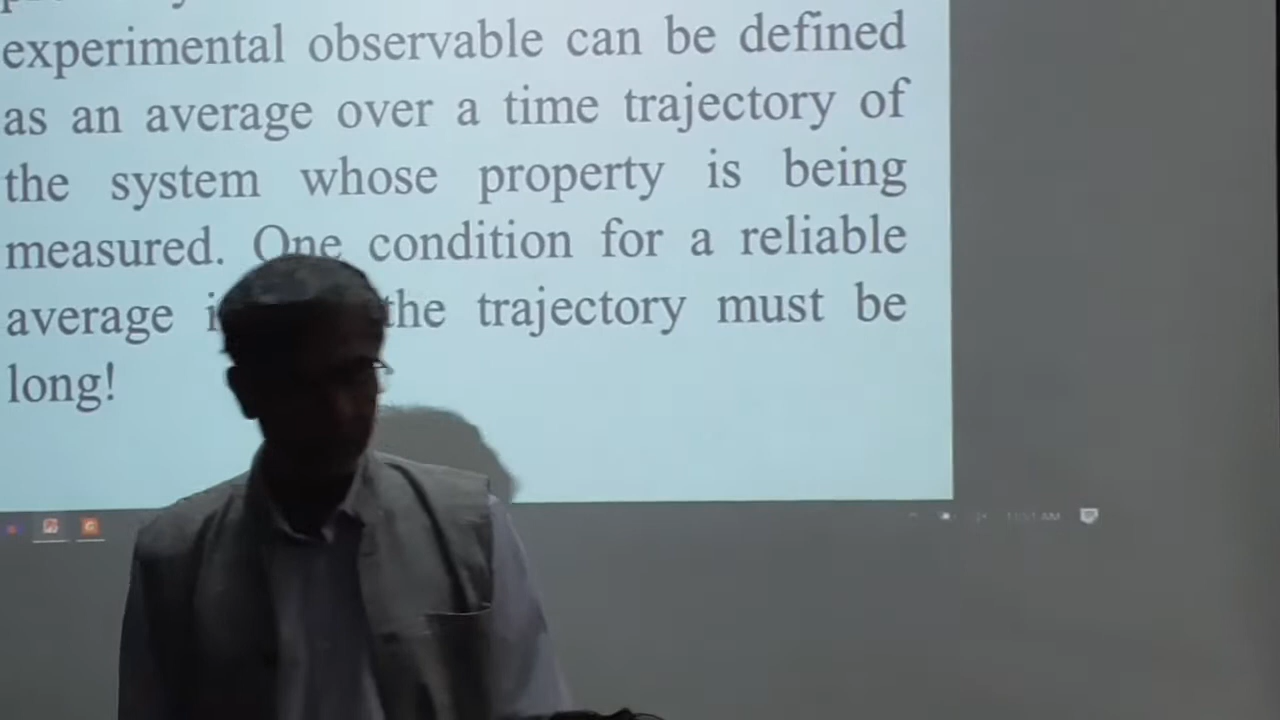 experimental observable can be defined
as an average over a time trajectory of
the system whose property is being
measured. One condition for a reliable
average the trajectory must be
long!
AM